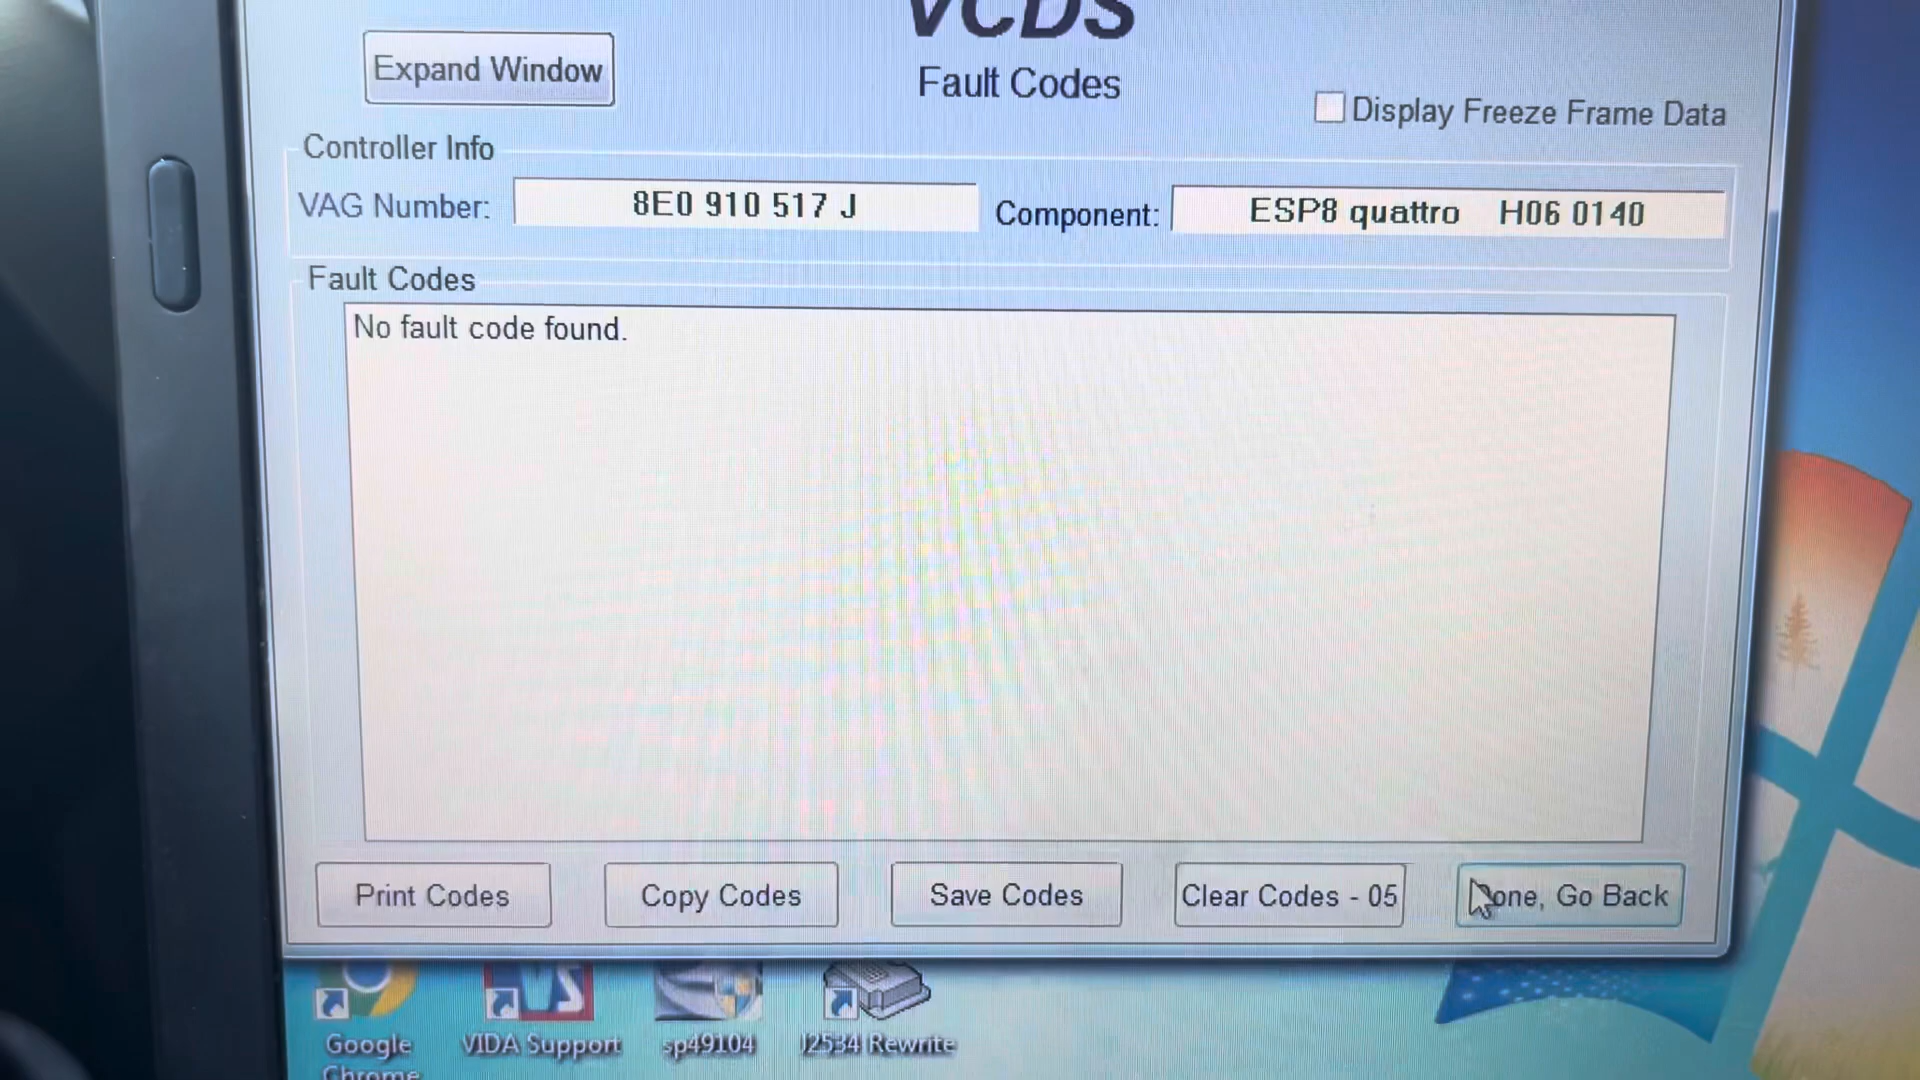 VCDS
Expand Window
Fault Codes
Display Freeze Frame Data
Controller Info
VAG Number:
8E0 910 517 J
Component:
ESP8 quattro H06 0140
Fault Codes
No fault code found.
Print Codes
Copy Codes
Save Codes
Clear Codes - 05
Done, Go Back
Google
Chrome
VIDA Support
sp49104
J2534 Rewrite